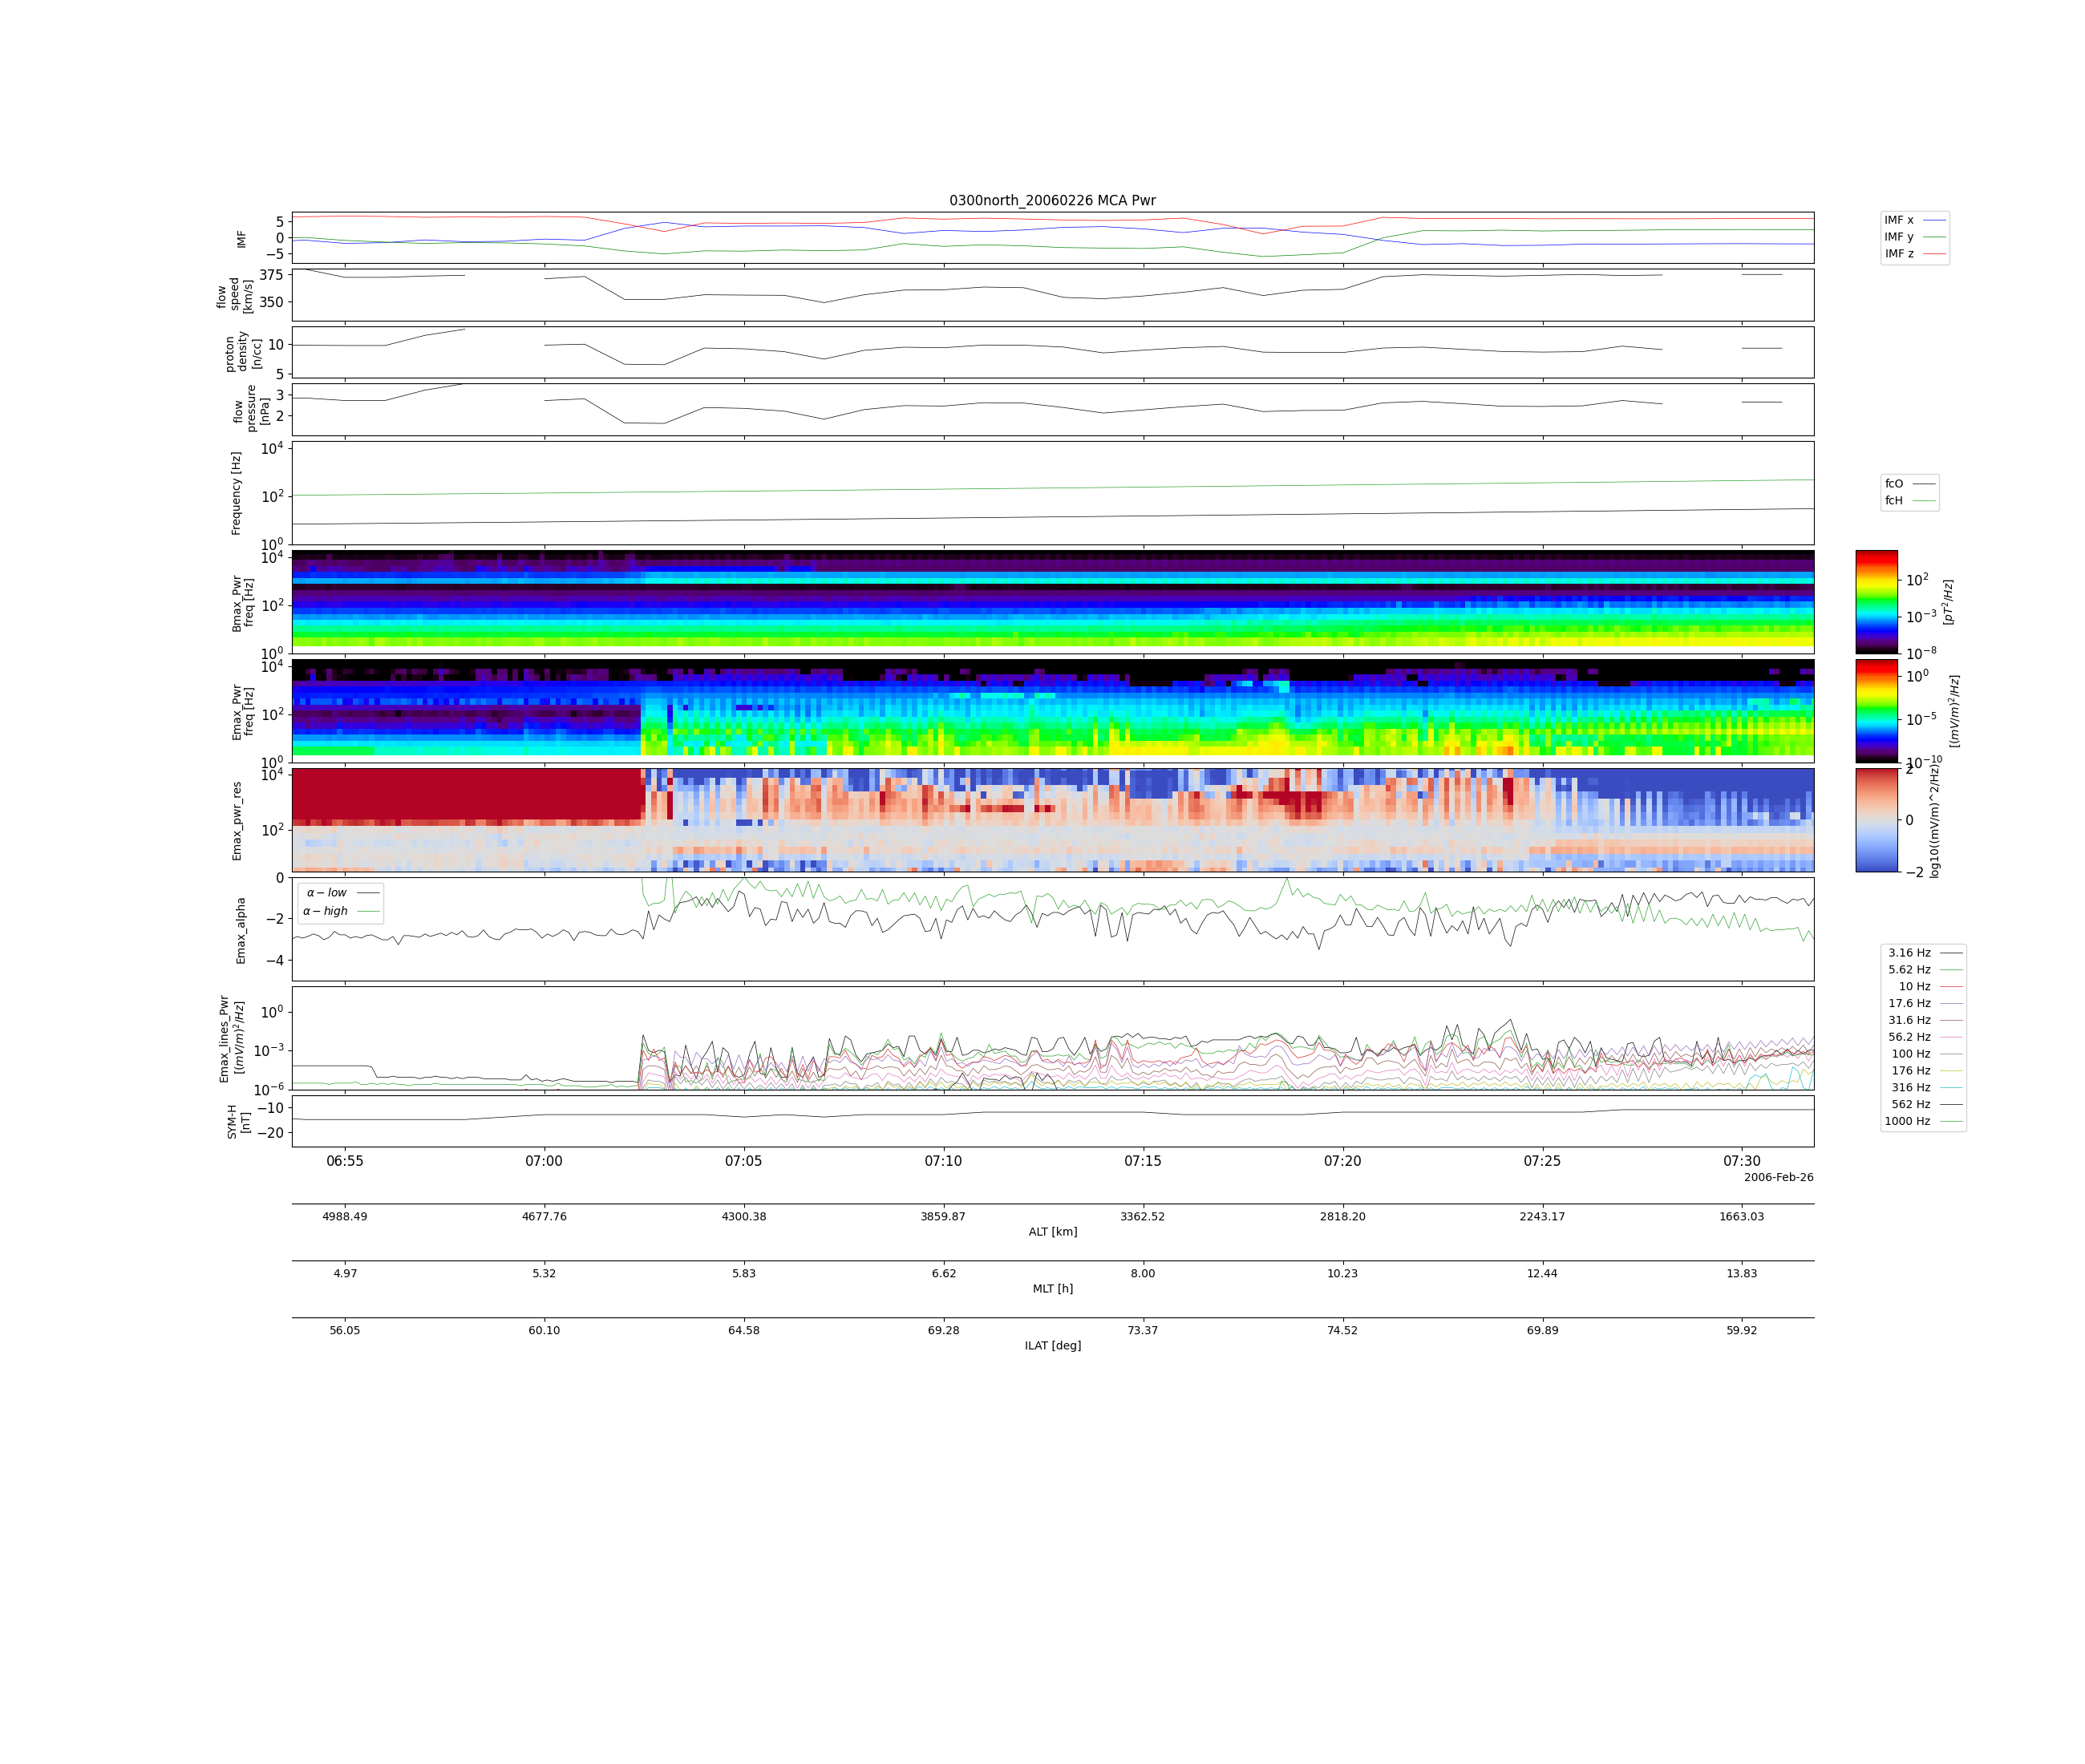 0300north_20060226 MCA Pwr
IMF
5
0
−5
IMF x
IMF y
IMF z
flow
speed
[km/s]
375
350
proton
density
[n/cc]
10
5
flow
pressure
[nPa]
3
2
Frequency [Hz]
10^4
10^2
10^0
fcO
fcH
Bmax_Pwr
freq [Hz]
10^4
10^2
10^0
10^2
10^−3
10^−8
[pT^2/Hz]
Emax_Pwr
freq [Hz]
10^4
10^2
10^0
10^0
10^−5
10^−10
[(mV/m)^2/Hz]
Emax_pwr_res
10^4
10^2
2
0
−2
log10((mV/m)^2/Hz)
Emax_alpha
0
−2
−4
α − low
α − high
Emax_lines_Pwr
[(mV/m)^2/Hz]
10^0
10^−3
10^−6
3.16 Hz
5.62 Hz
10 Hz
17.6 Hz
31.6 Hz
56.2 Hz
100 Hz
176 Hz
316 Hz
562 Hz
1000 Hz
SYM-H
[nT]
−10
−20
06:55 07:00 07:05 07:10 07:15 07:20 07:25 07:30
2006-Feb-26
4988.49 4677.76 4300.38 3859.87 3362.52 2818.20 2243.17 1663.03
ALT [km]
4.97 5.32 5.83 6.62 8.00 10.23 12.44 13.83
MLT [h]
56.05 60.10 64.58 69.28 73.37 74.52 69.89 59.92
ILAT [deg]